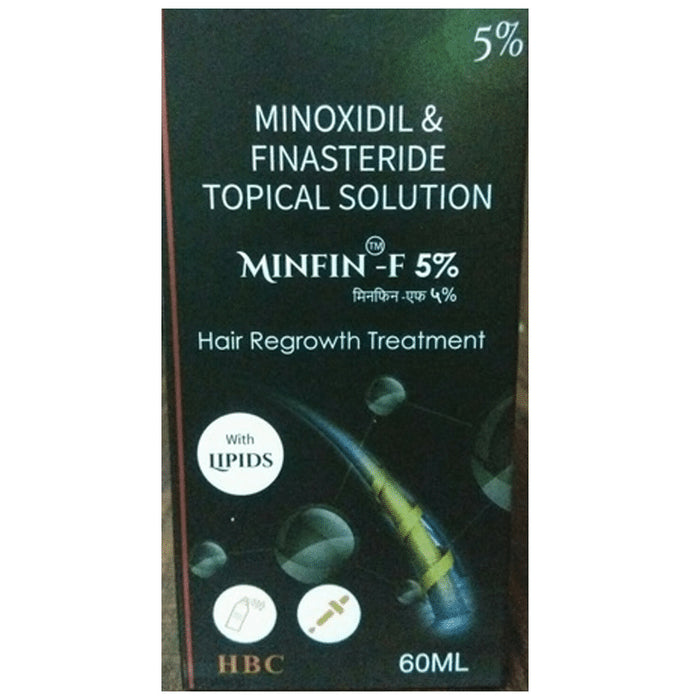 5%
MINOXIDIL &
FINASTERIDE
TOPICAL SOLUTION
MINFIN™-F 5%
मिनफिन -एफ ५%
Hair Regrowth Treatment
With
LIPIDS
HBC
60ML